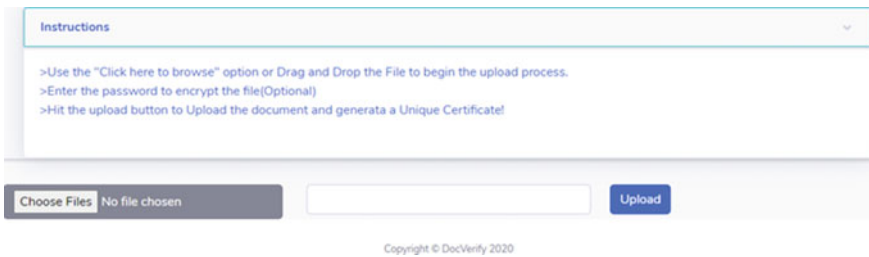 Instructions
>Use the "Click here to browse" option or Drag and Drop the File to begin the upload process.
>Enter the password to encrypt the file(Optional)
>Hit the upload button to Upload the document and generata a Unique Certificate!
Choose Files No file chosen Upload
Copyright © DocVerify 2020